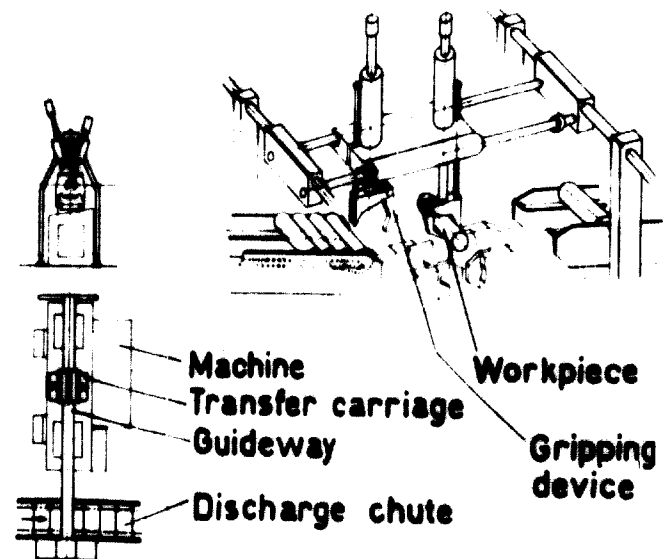 Machine
Transfer carriage
Guideway
Discharge chute
Workpiece
Gripping
device